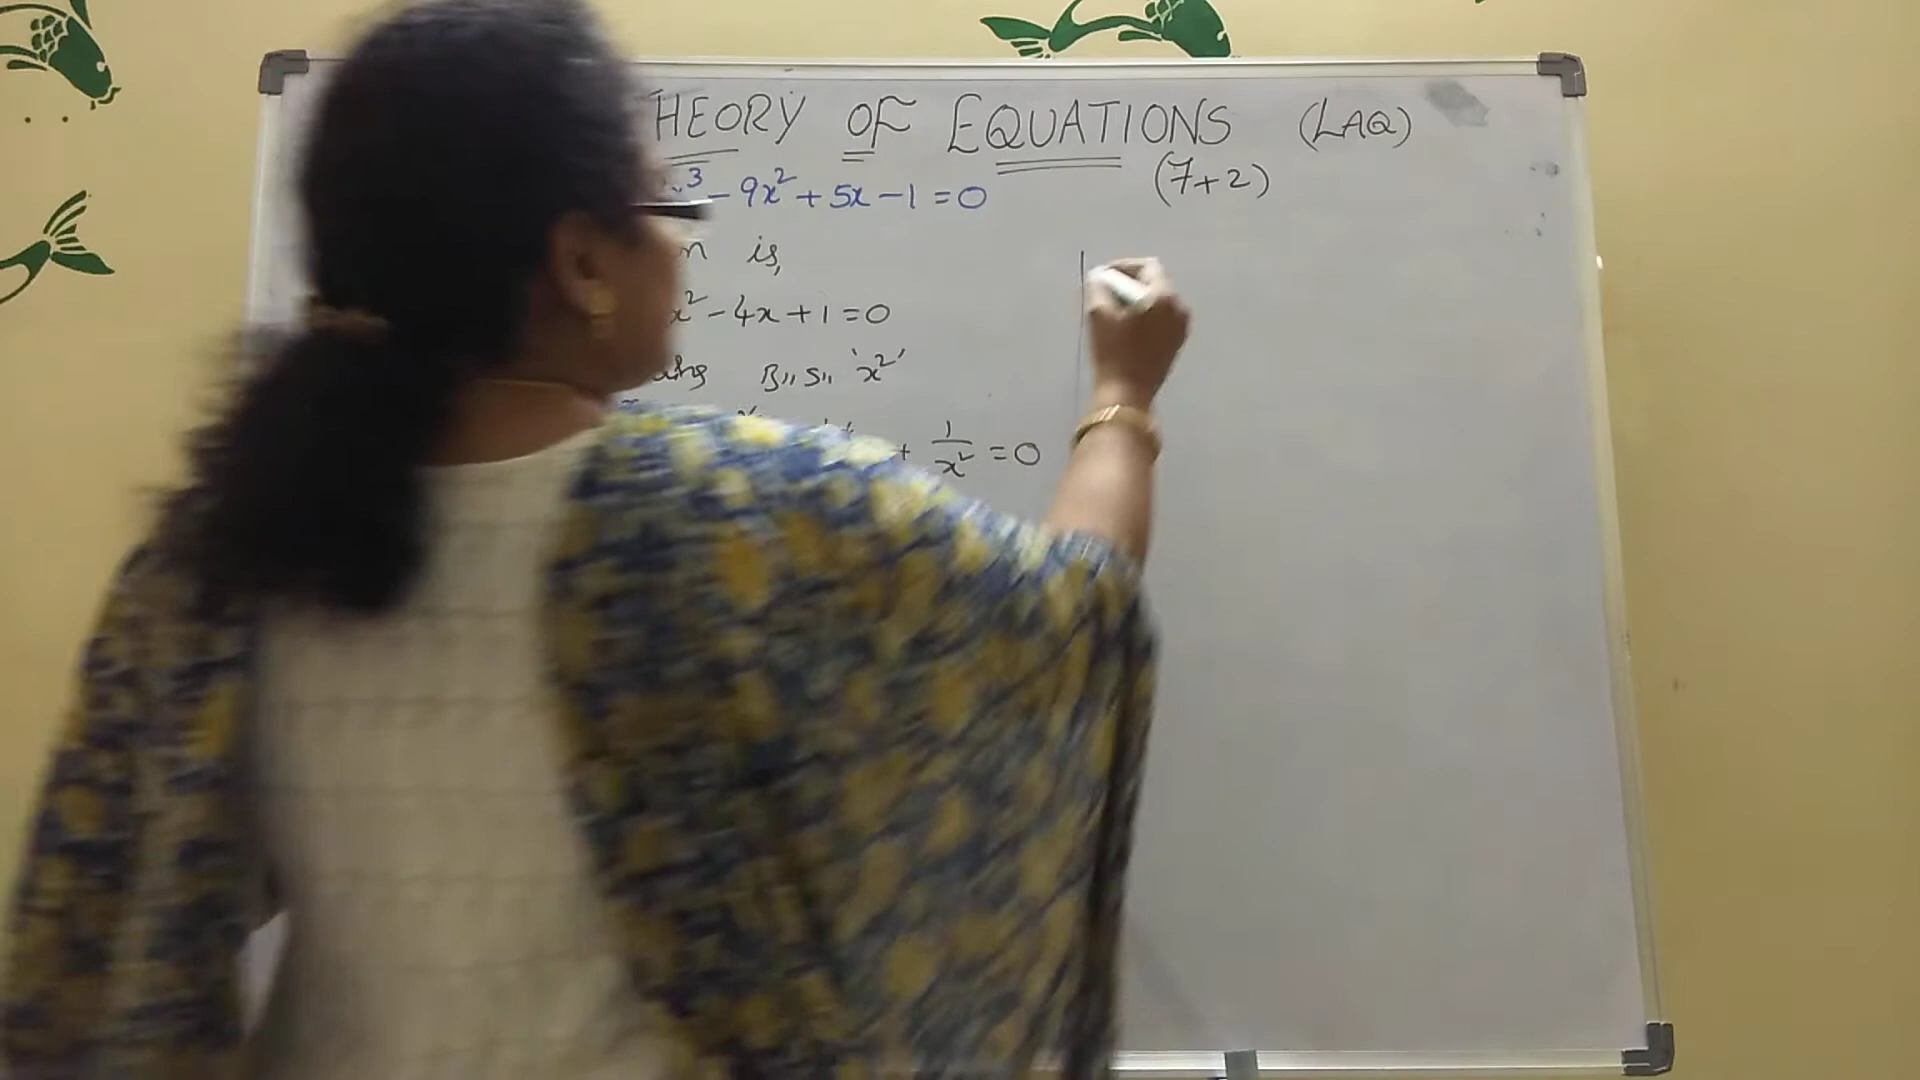 HEORY OF EQUATIONS (LAQ)
(7+2)
³ - 9x² + 5x - 1 = 0
n is,
x² - 4x + 1 = 0
ing B,, S,, 'x²'
+ 1/x² = 0